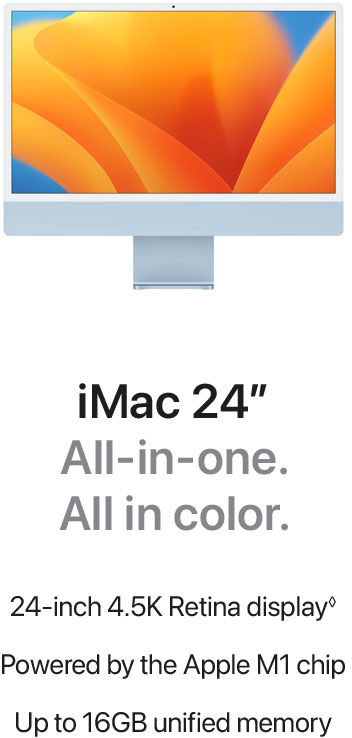 iMac 24″
All-in-one.
All in color.
24-inch 4.5K Retina display◊
Powered by the Apple M1 chip
Up to 16GB unified memory